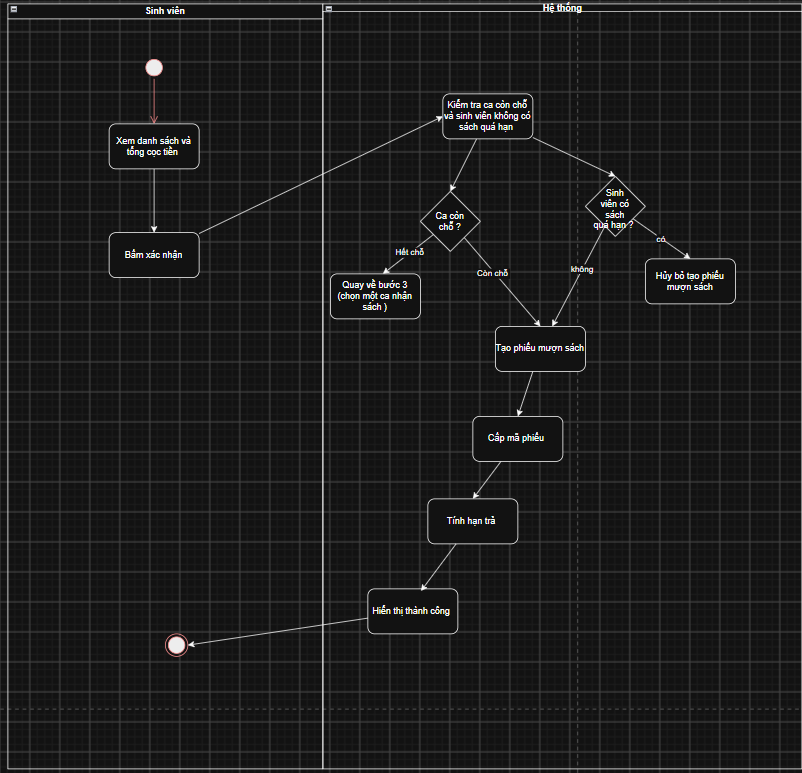 Sinh viên
Hệ thống
Xem danh sách và
tổng cọc tiền
Bấm xác nhận
Kiểm tra ca còn chỗ
và sinh viên không có
sách quá hạn
Ca còn
chỗ ?
Sinh
viên có
sách
quá hạn ?
Hết chỗ
Còn chỗ
không
có
Quay về bước 3
(chọn một ca nhận
sách )
Hủy bỏ tạo phiếu
mượn sách
Tạo phiếu mượn sách
Cấp mã phiếu
Tính hạn trả
Hiển thị thành công